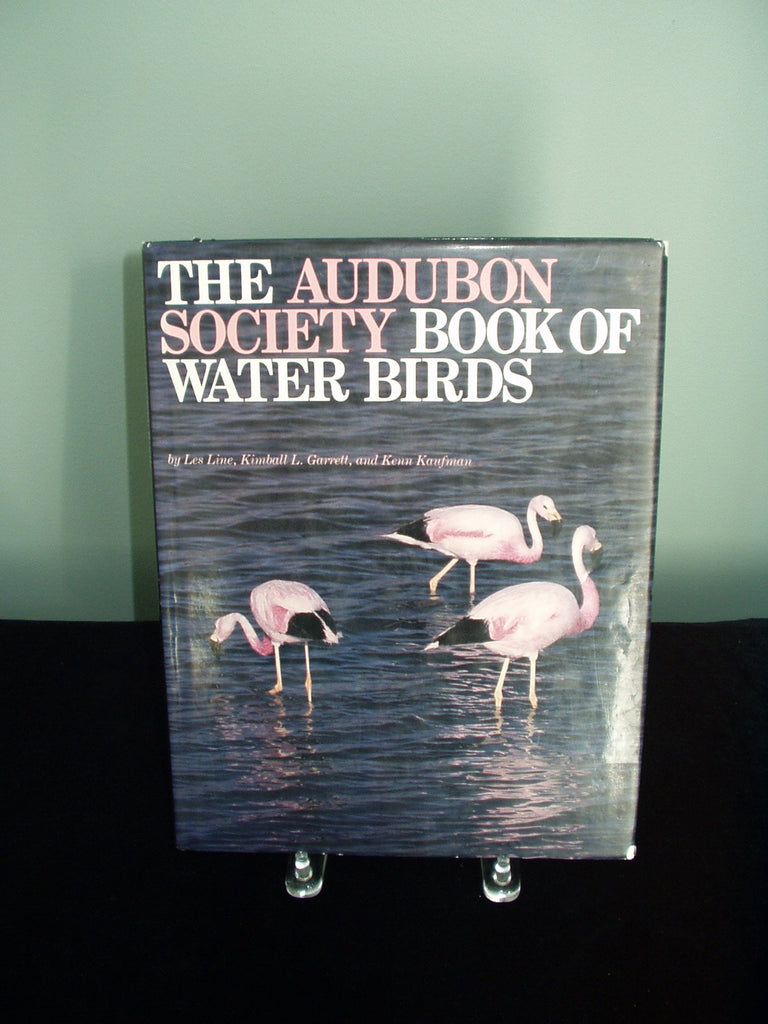 THE AUDUBON
SOCIETY BOOK OF
WATER BIRDS
by Les Line, Kimball L. Garrett, and Kenn Kaufman